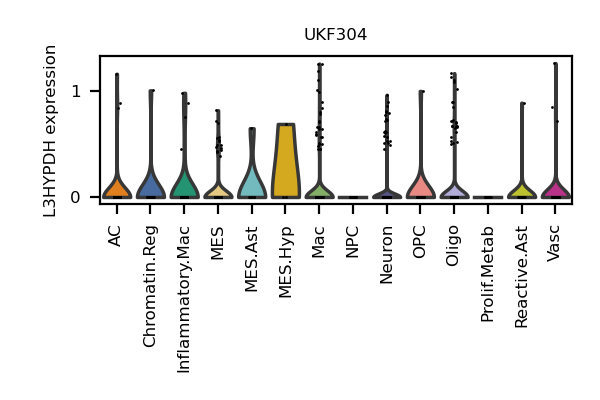 UKF304
L3HYPDH expression
1
0
AC
Chromatin.Reg
Inflammatory.Mac
MES
MES.Ast
MES.Hyp
Mac
NPC
Neuron
OPC
Oligo
Prolif.Metab
Reactive.Ast
Vasc